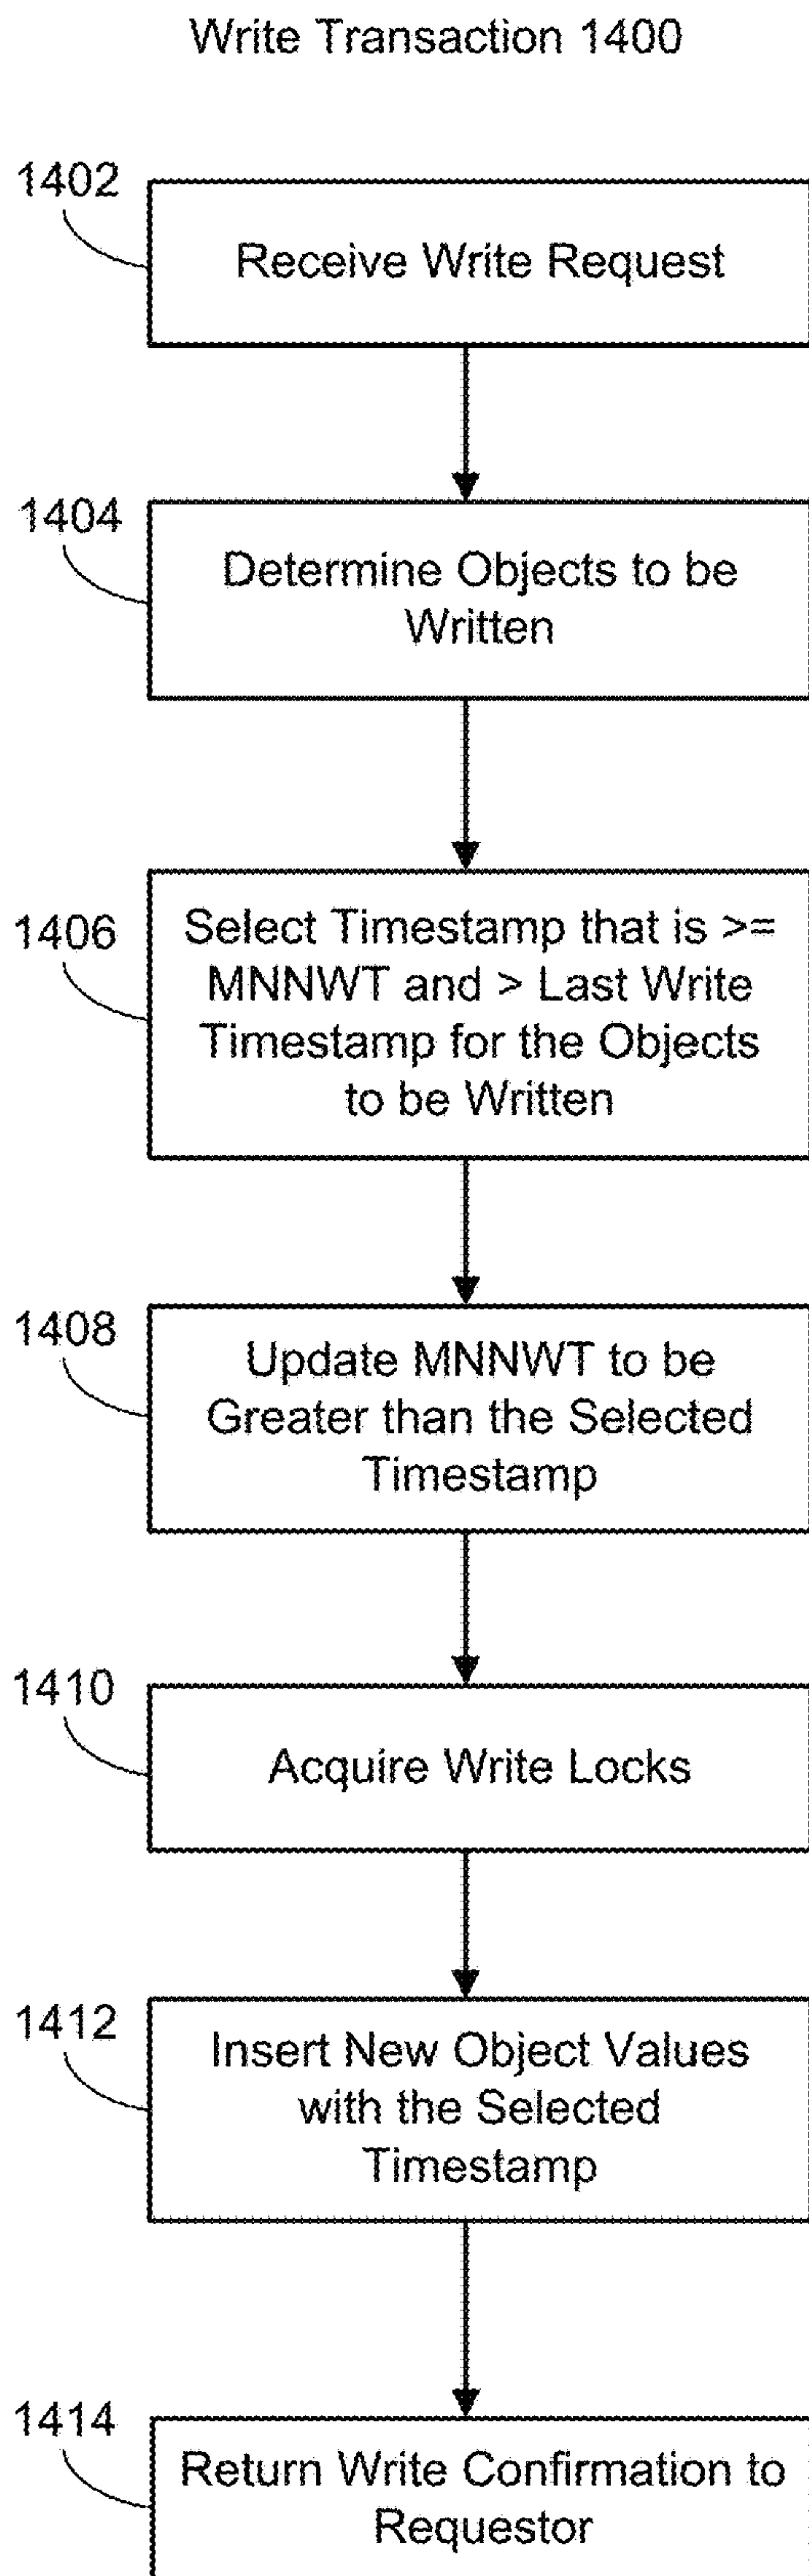 Write Transaction 1400
1402
Receive Write Request
1404
Determine Objects to be
Written
1406
Select Timestamp that is >=
MNNWT and > Last Write
Timestamp for the Objects
to be Written
1408
Update MNNWT to be
Greater than the Selected
Timestamp
1410
Acquire Write Locks
1412
Insert New Object Values
with the Selected
Timestamp
1414
Return Write Confirmation to
Requestor